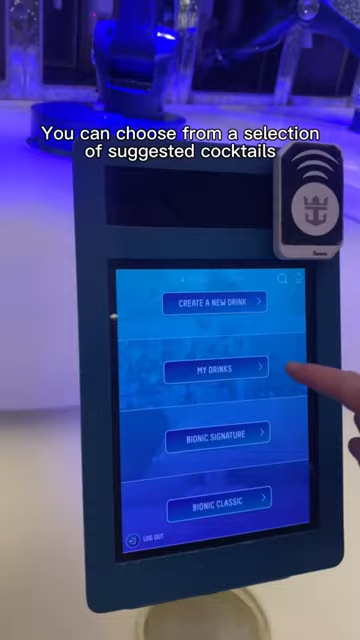 You can choose from a selection
of suggested cocktails
CREATE A NEW DRINK
MY DRINKS
BIONIC SIGNATURE
BIONIC CLASSIC
LOG OUT